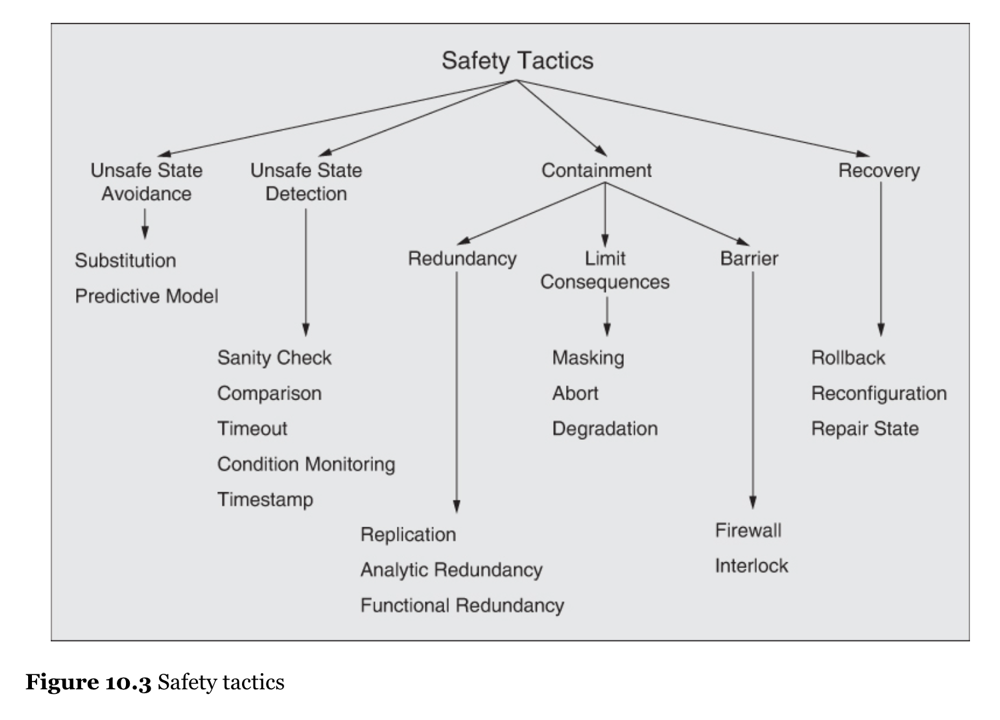 Safety Tactics
Unsafe State
Avoidance
Unsafe State
Detection
Containment
Recovery
Substitution
Predictive Model
Redundancy
Limit
Consequences
Barrier
Sanity Check
Comparison
Timeout
Condition Monitoring
Timestamp
Masking
Abort
Degradation
Rollback
Reconfiguration
Repair State
Replication
Analytic Redundancy
Functional Redundancy
Firewall
Interlock
Figure 10.3 Safety tactics